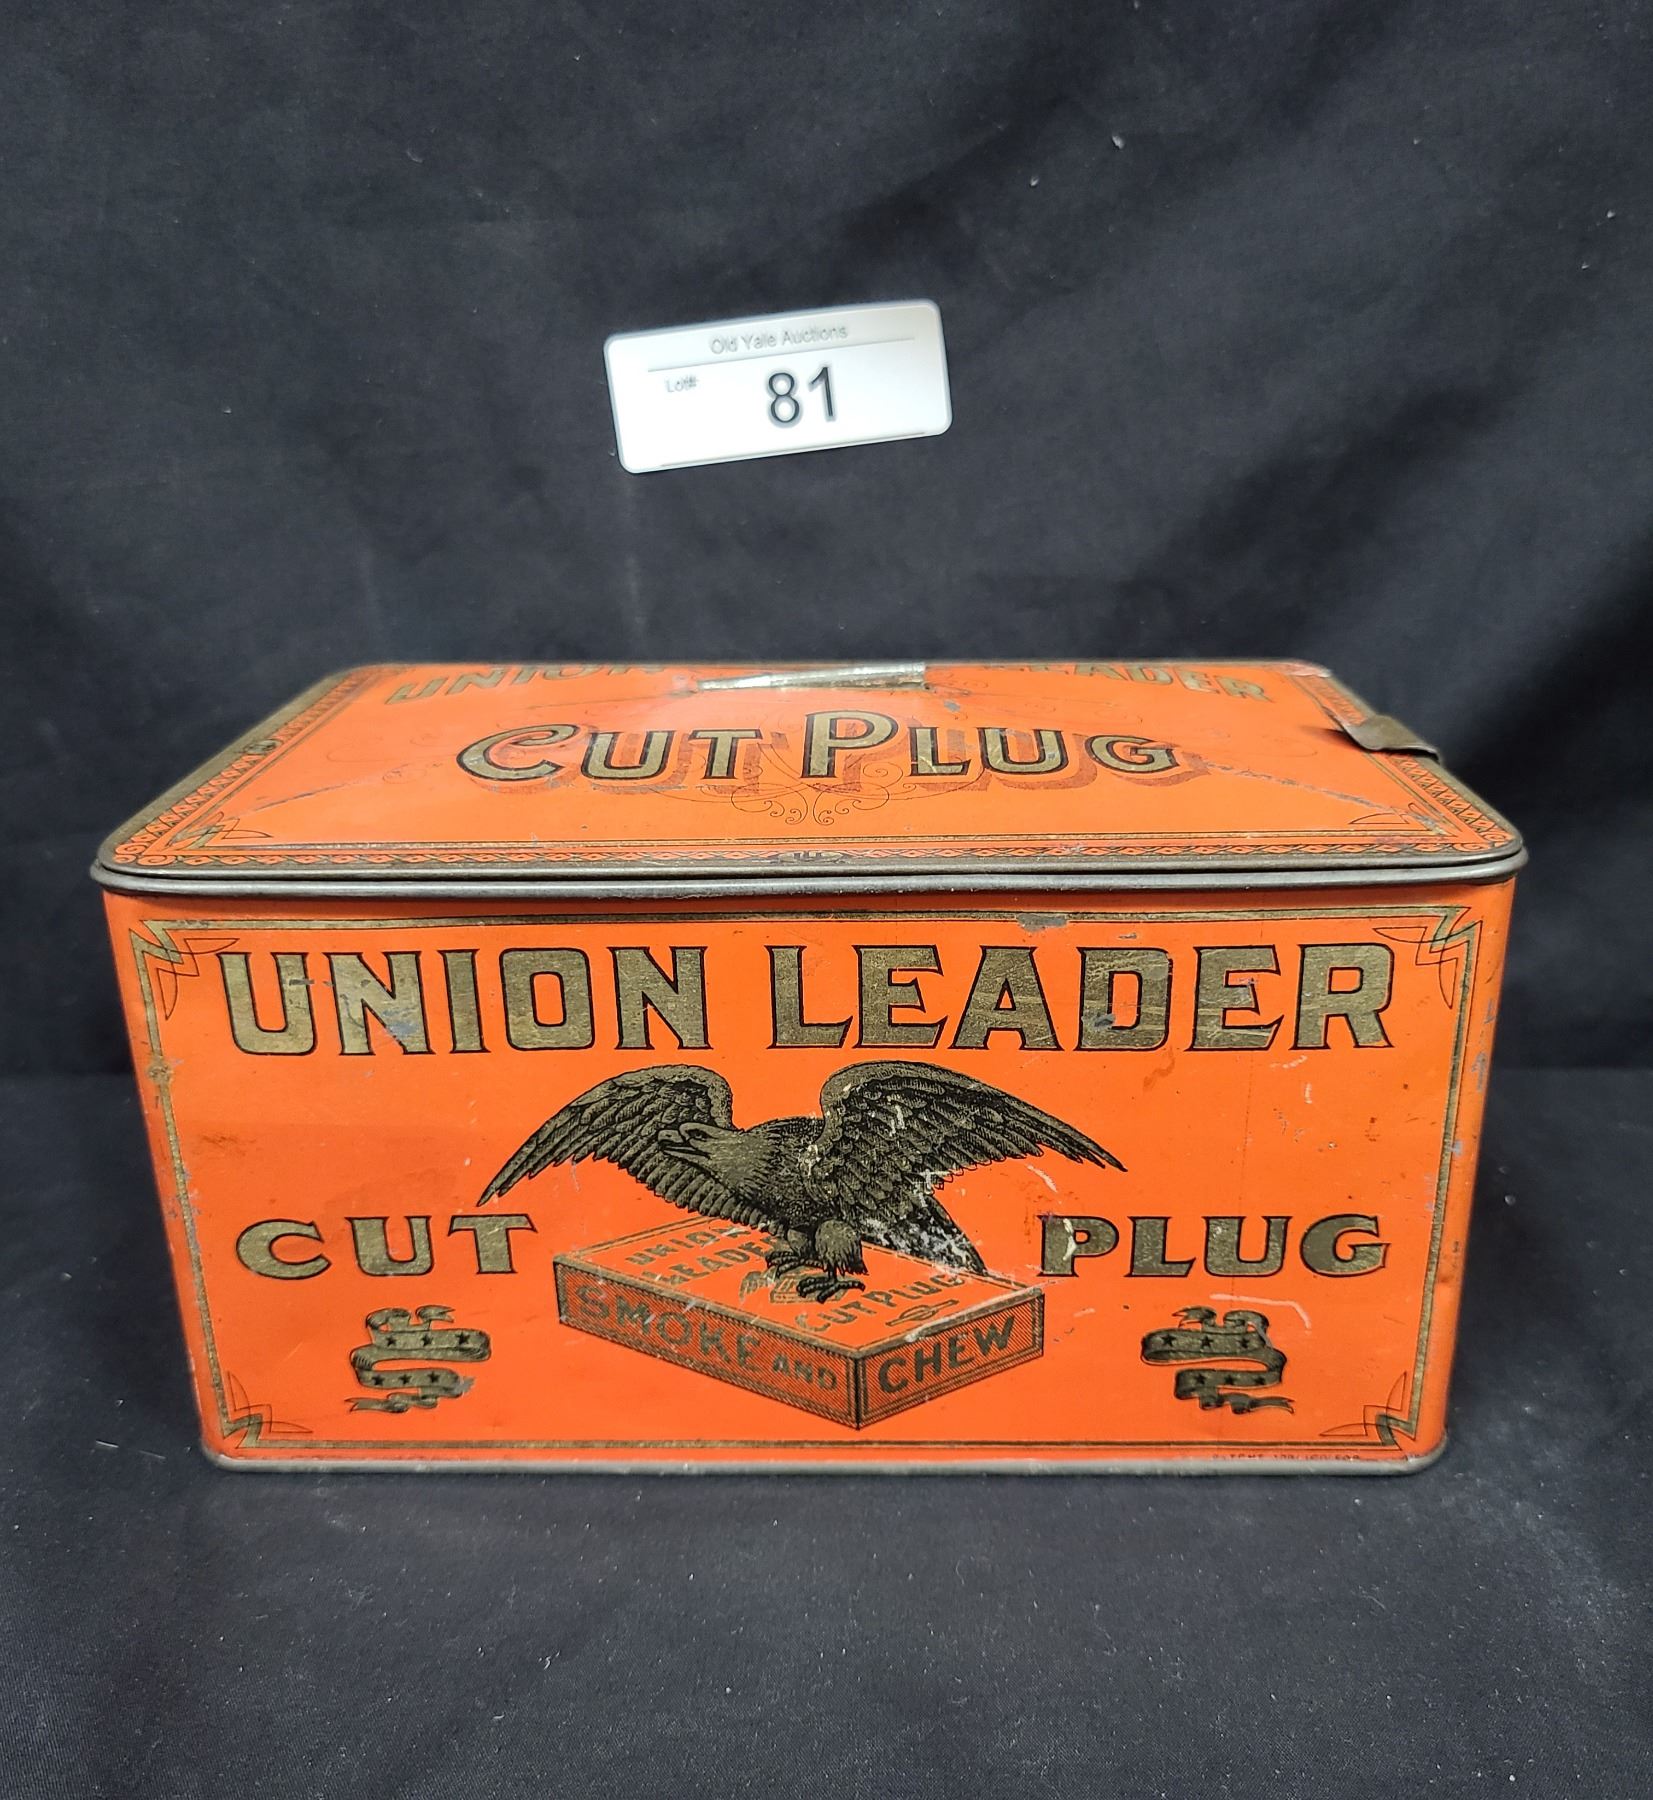 Old Yale Auctions
Lot# 81
UNION LEADER
CUT PLUG
UNION LEADER
CUT PLUG
UNION
LEADER
CUT PLUG
SMOKE AND CHEW